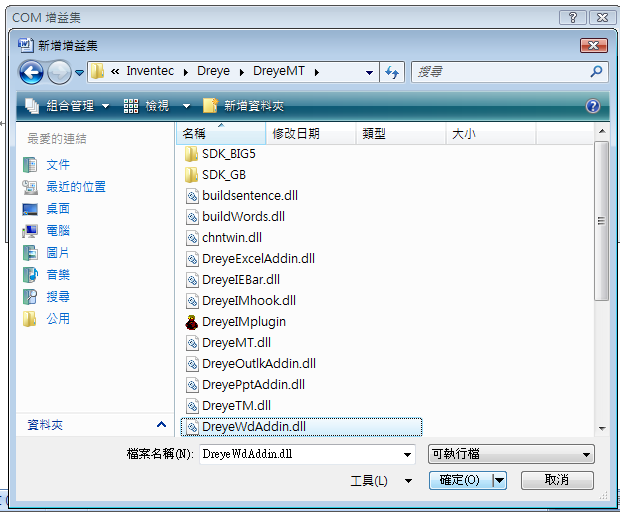 COM 增益集
新增增益集
« Inventec Dreye DreyeMT
搜尋
組合管理 檢視 新增資料夾
最愛的連結
文件
最近的位置
桌面
電腦
圖片
音樂
搜尋
公用
資料夾
名稱 修改日期 類型 大小
SDK_BIG5
SDK_GB
buildsentence.dll
buildWords.dll
chntwin.dll
DreyeExcelAddin.dll
DreyeIEBar.dll
DreyeIMhook.dll
DreyeIMplugin
DreyeMT.dll
DreyeOutlkAddin.dll
DreyePptAddin.dll
DreyeTM.dll
DreyeWdAddin.dll
檔案名稱(N): DreyeWdAddin.dll 可執行檔
工具(L) 確定(O) 取消